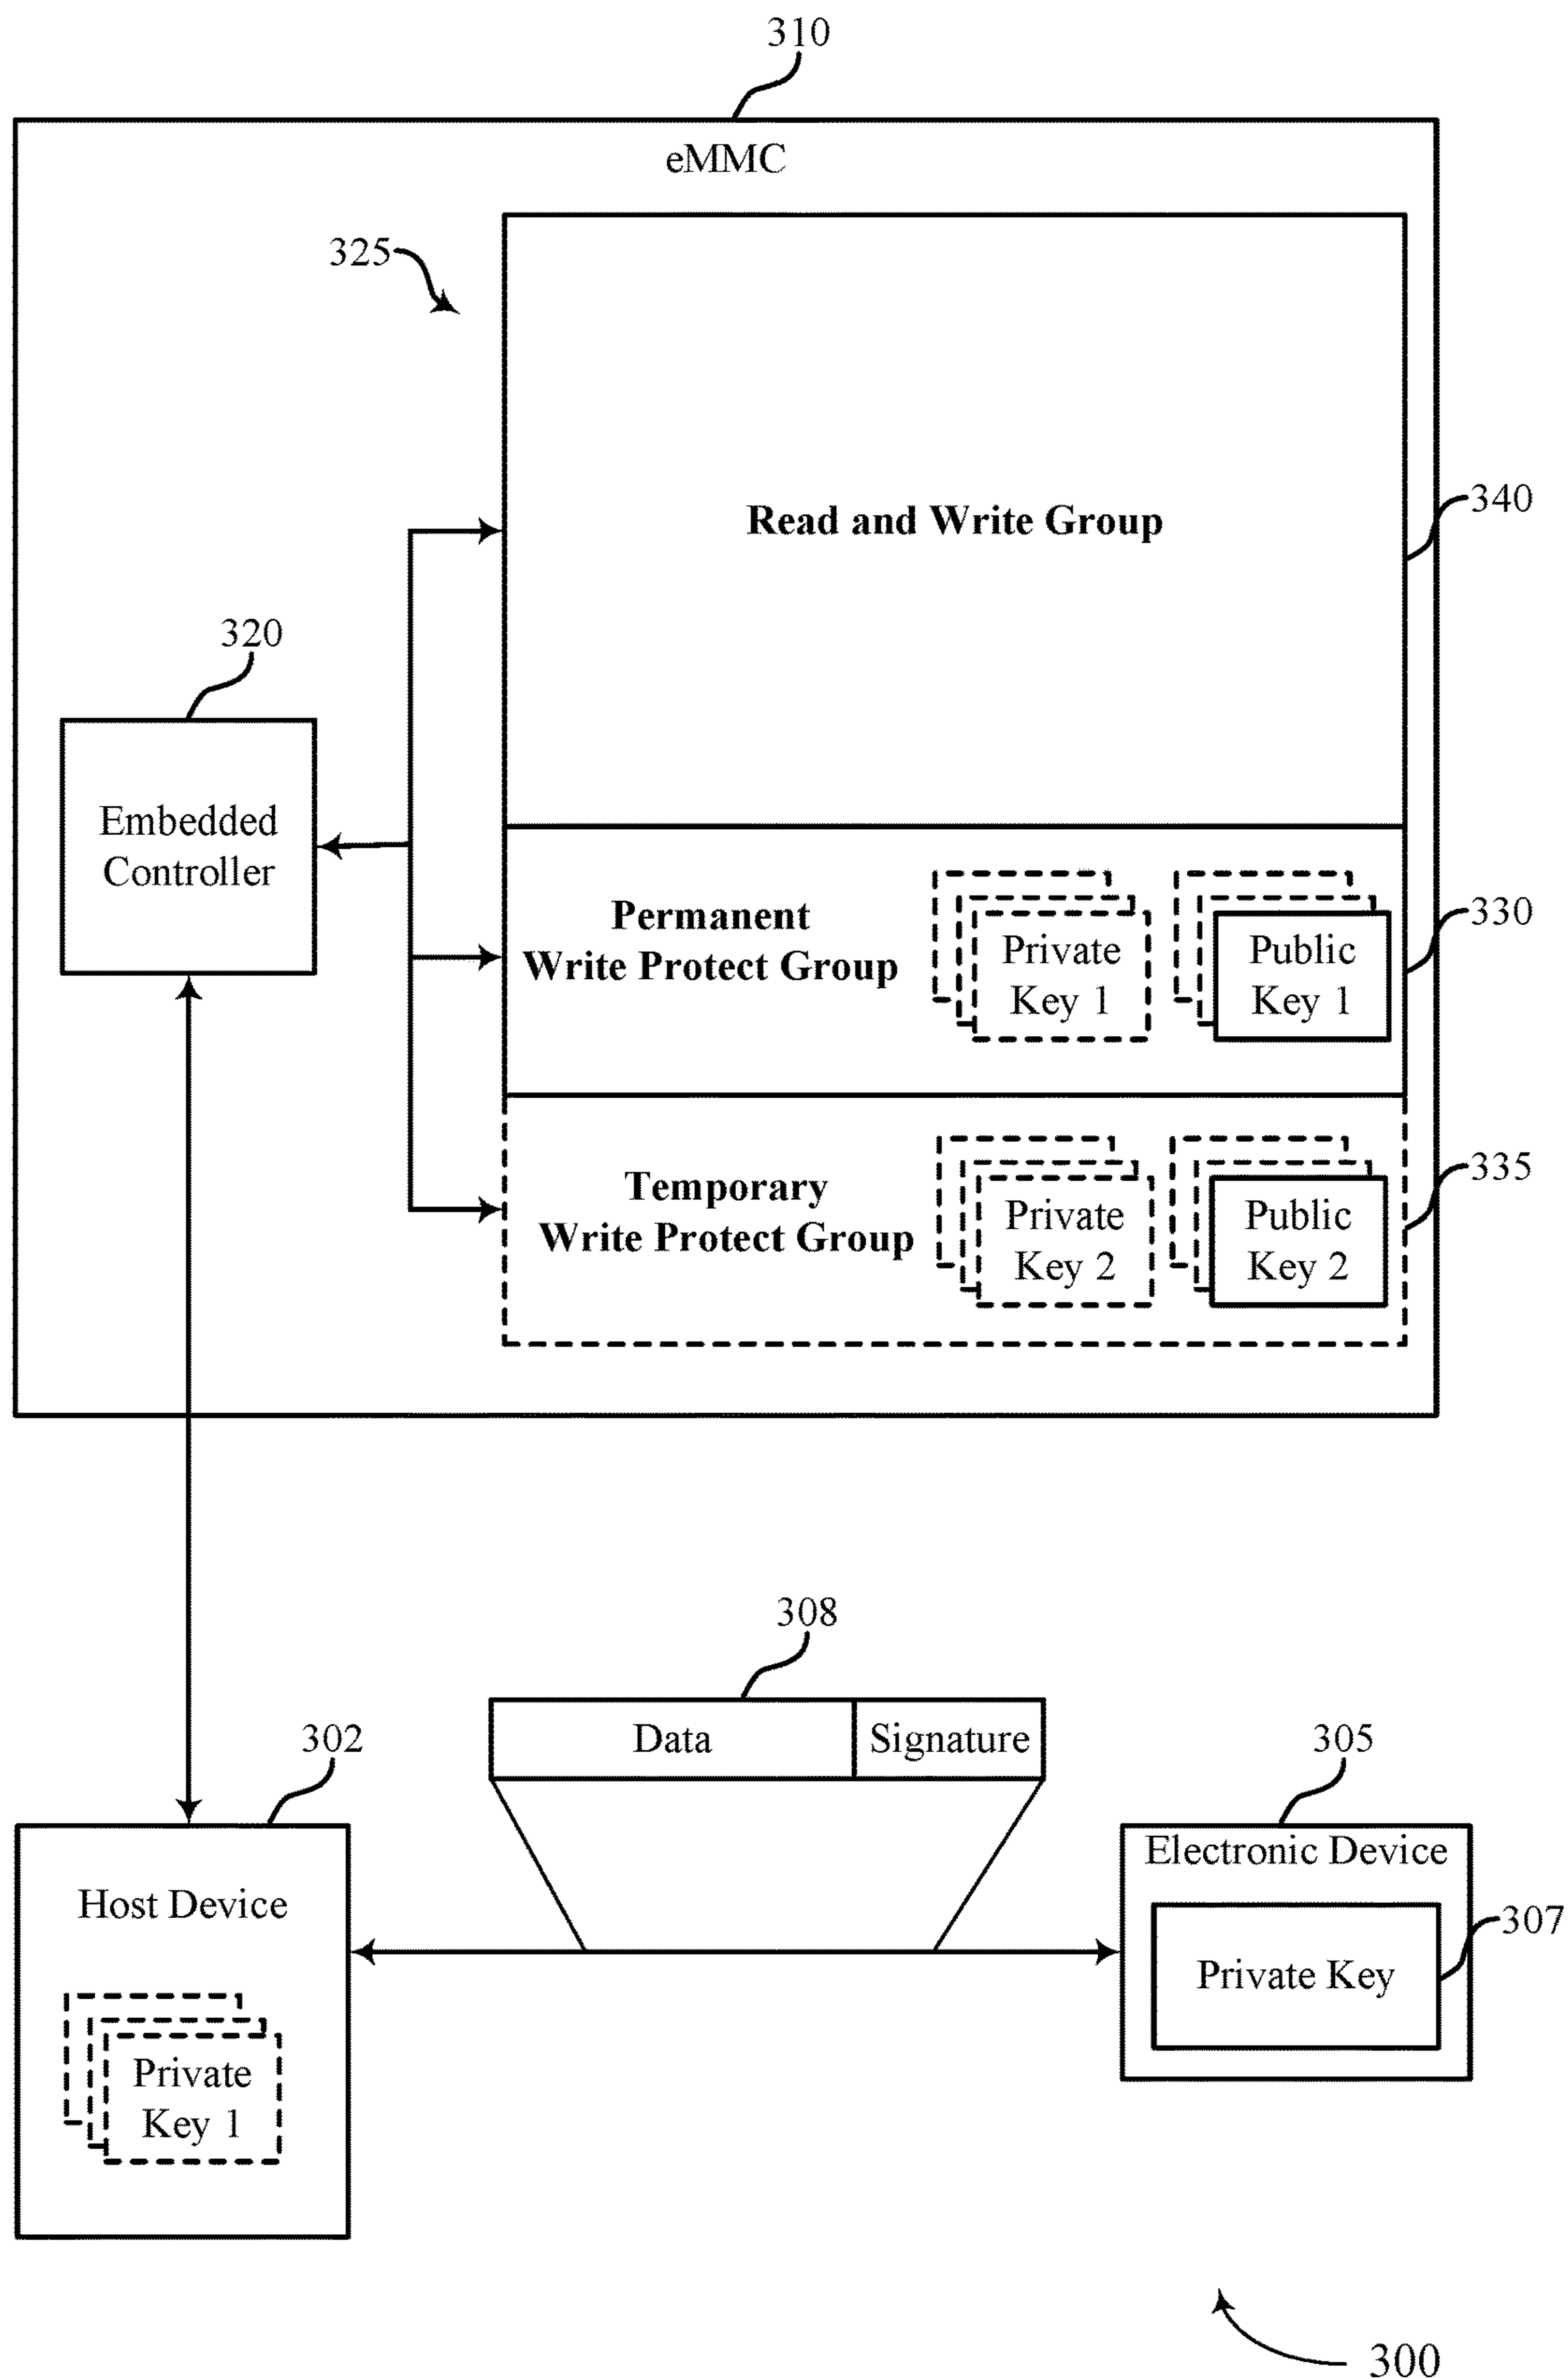 310
eMMC
325
Read and Write Group
340
320
Embedded
Controller
Permanent
Write Protect Group
Private
Key 1
Public
Key 1
330
Temporary
Write Protect Group
Private
Key 2
Public
Key 2
335
308
Data
Signature
302
Host Device
Private
Key 1
305
Electronic Device
Private Key
307
300